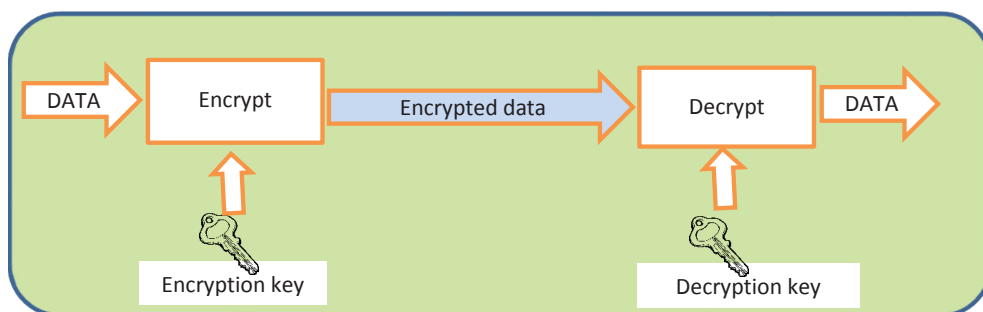 DATA
Encrypt
Encrypted data
Decrypt
DATA
Encryption key
Decryption key